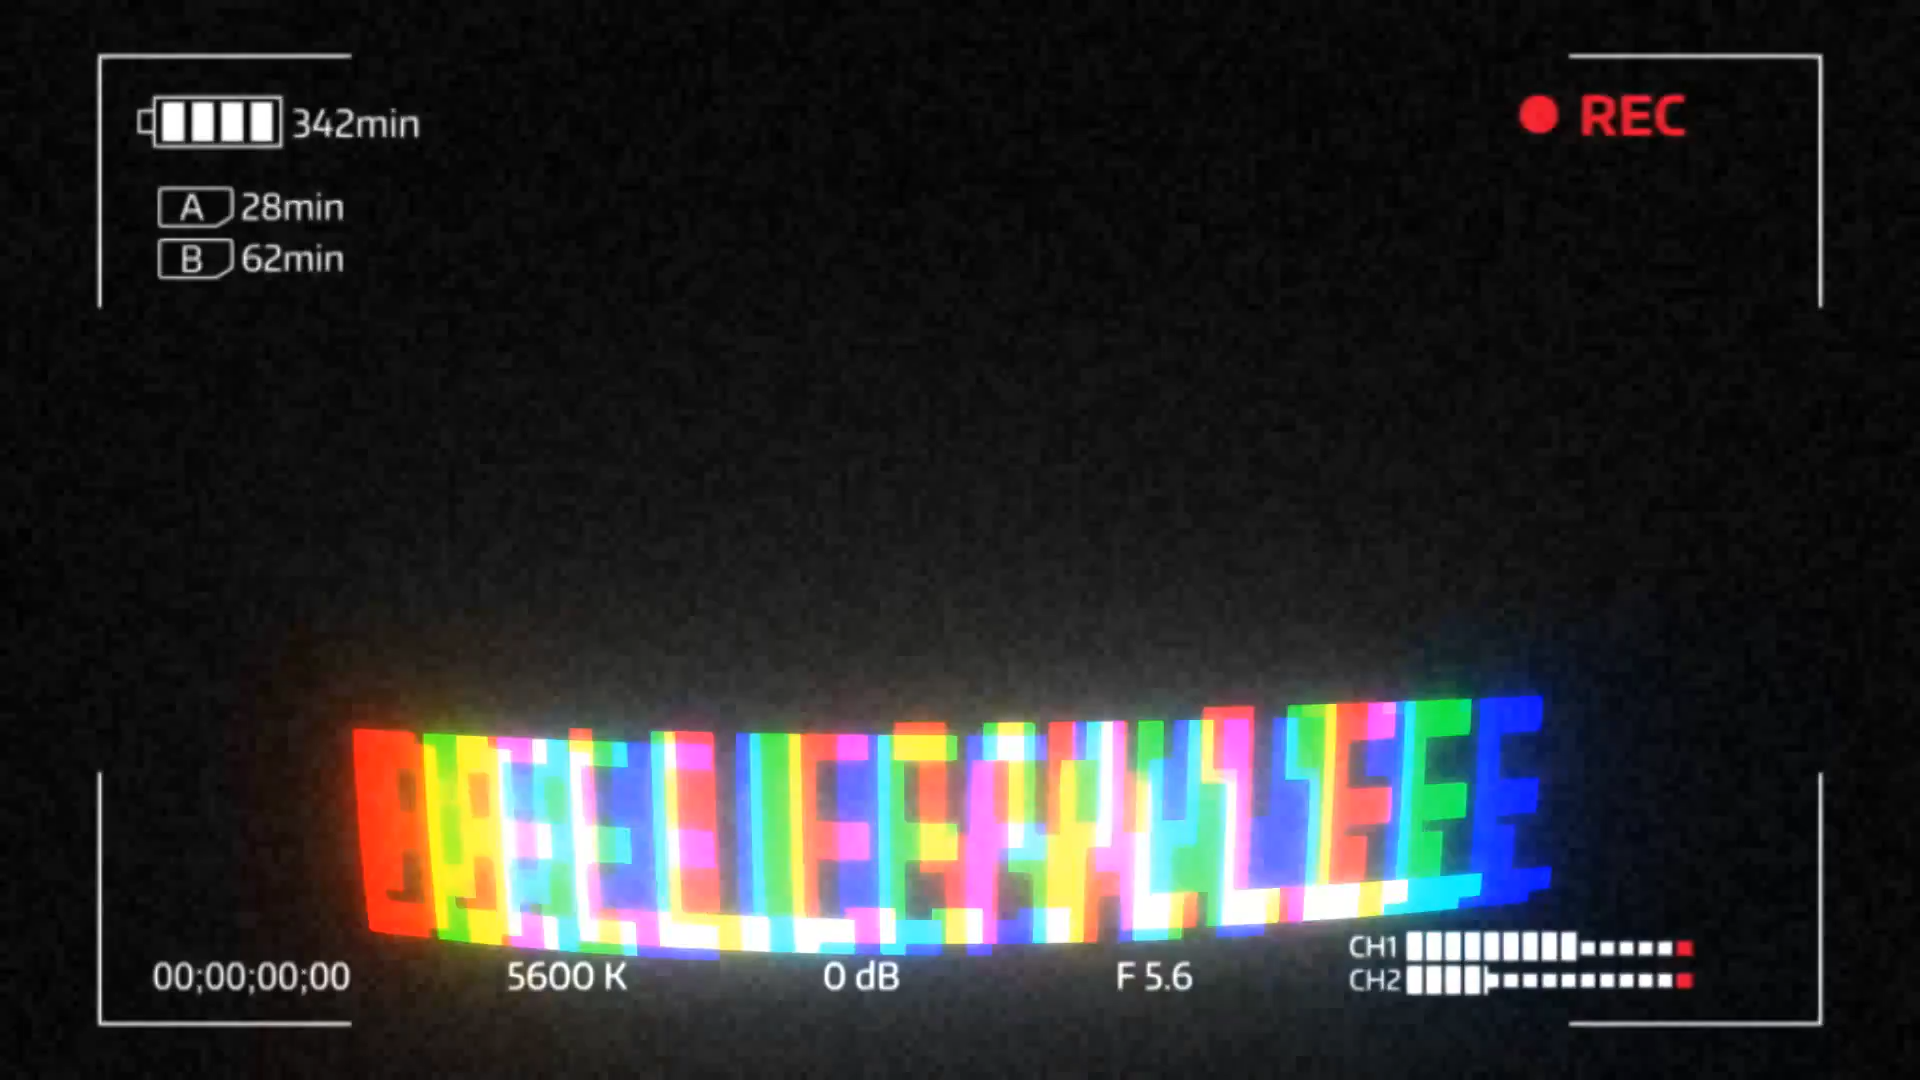 342min
REC
A 28min
B 62min
00;00;00;00
5600 K
0 dB
F 5.6
CH1
CH2